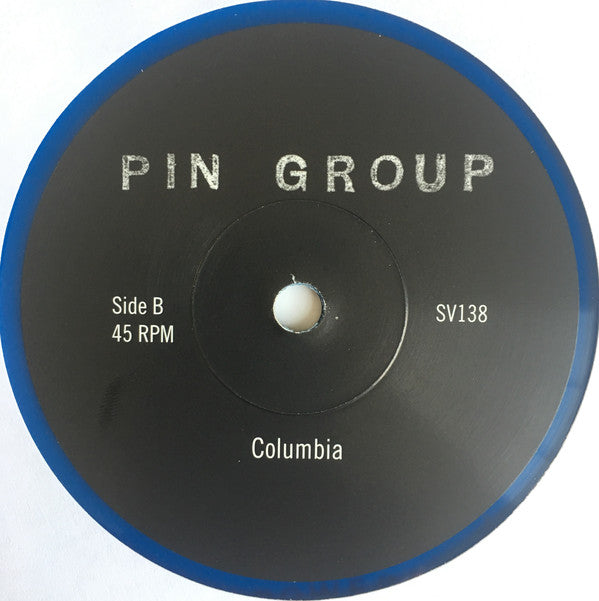 PIN GROUP
Side B
45 RPM
SV138
Columbia